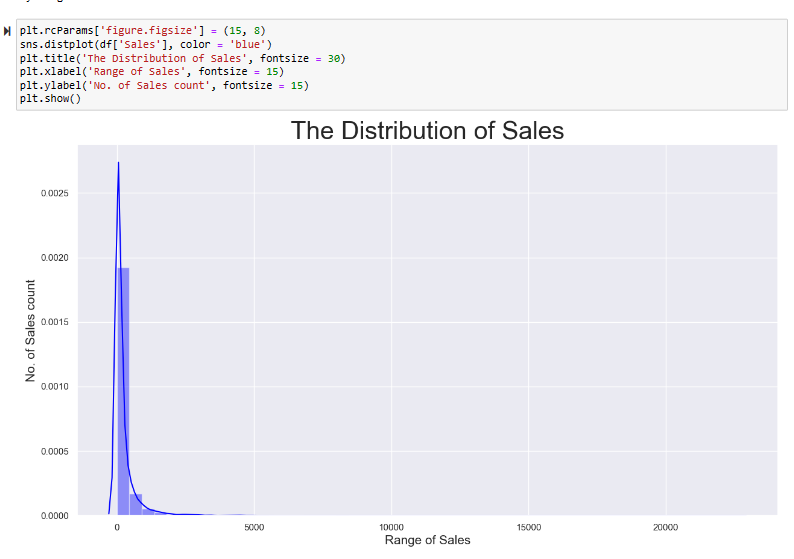 plt.rcParams['figure.figsize'] = (15, 8)
sns.distplot(df['Sales'], color = 'blue')
plt.title('The Distribution of Sales', fontsize = 30)
plt.xlabel('Range of Sales', fontsize = 15)
plt.ylabel('No. of Sales count', fontsize = 15)
plt.show()
The Distribution of Sales
No. of Sales count
0.0025
0.0020
0.0015
0.0010
0.0005
0.0000
0 5000 10000 15000 20000
Range of Sales